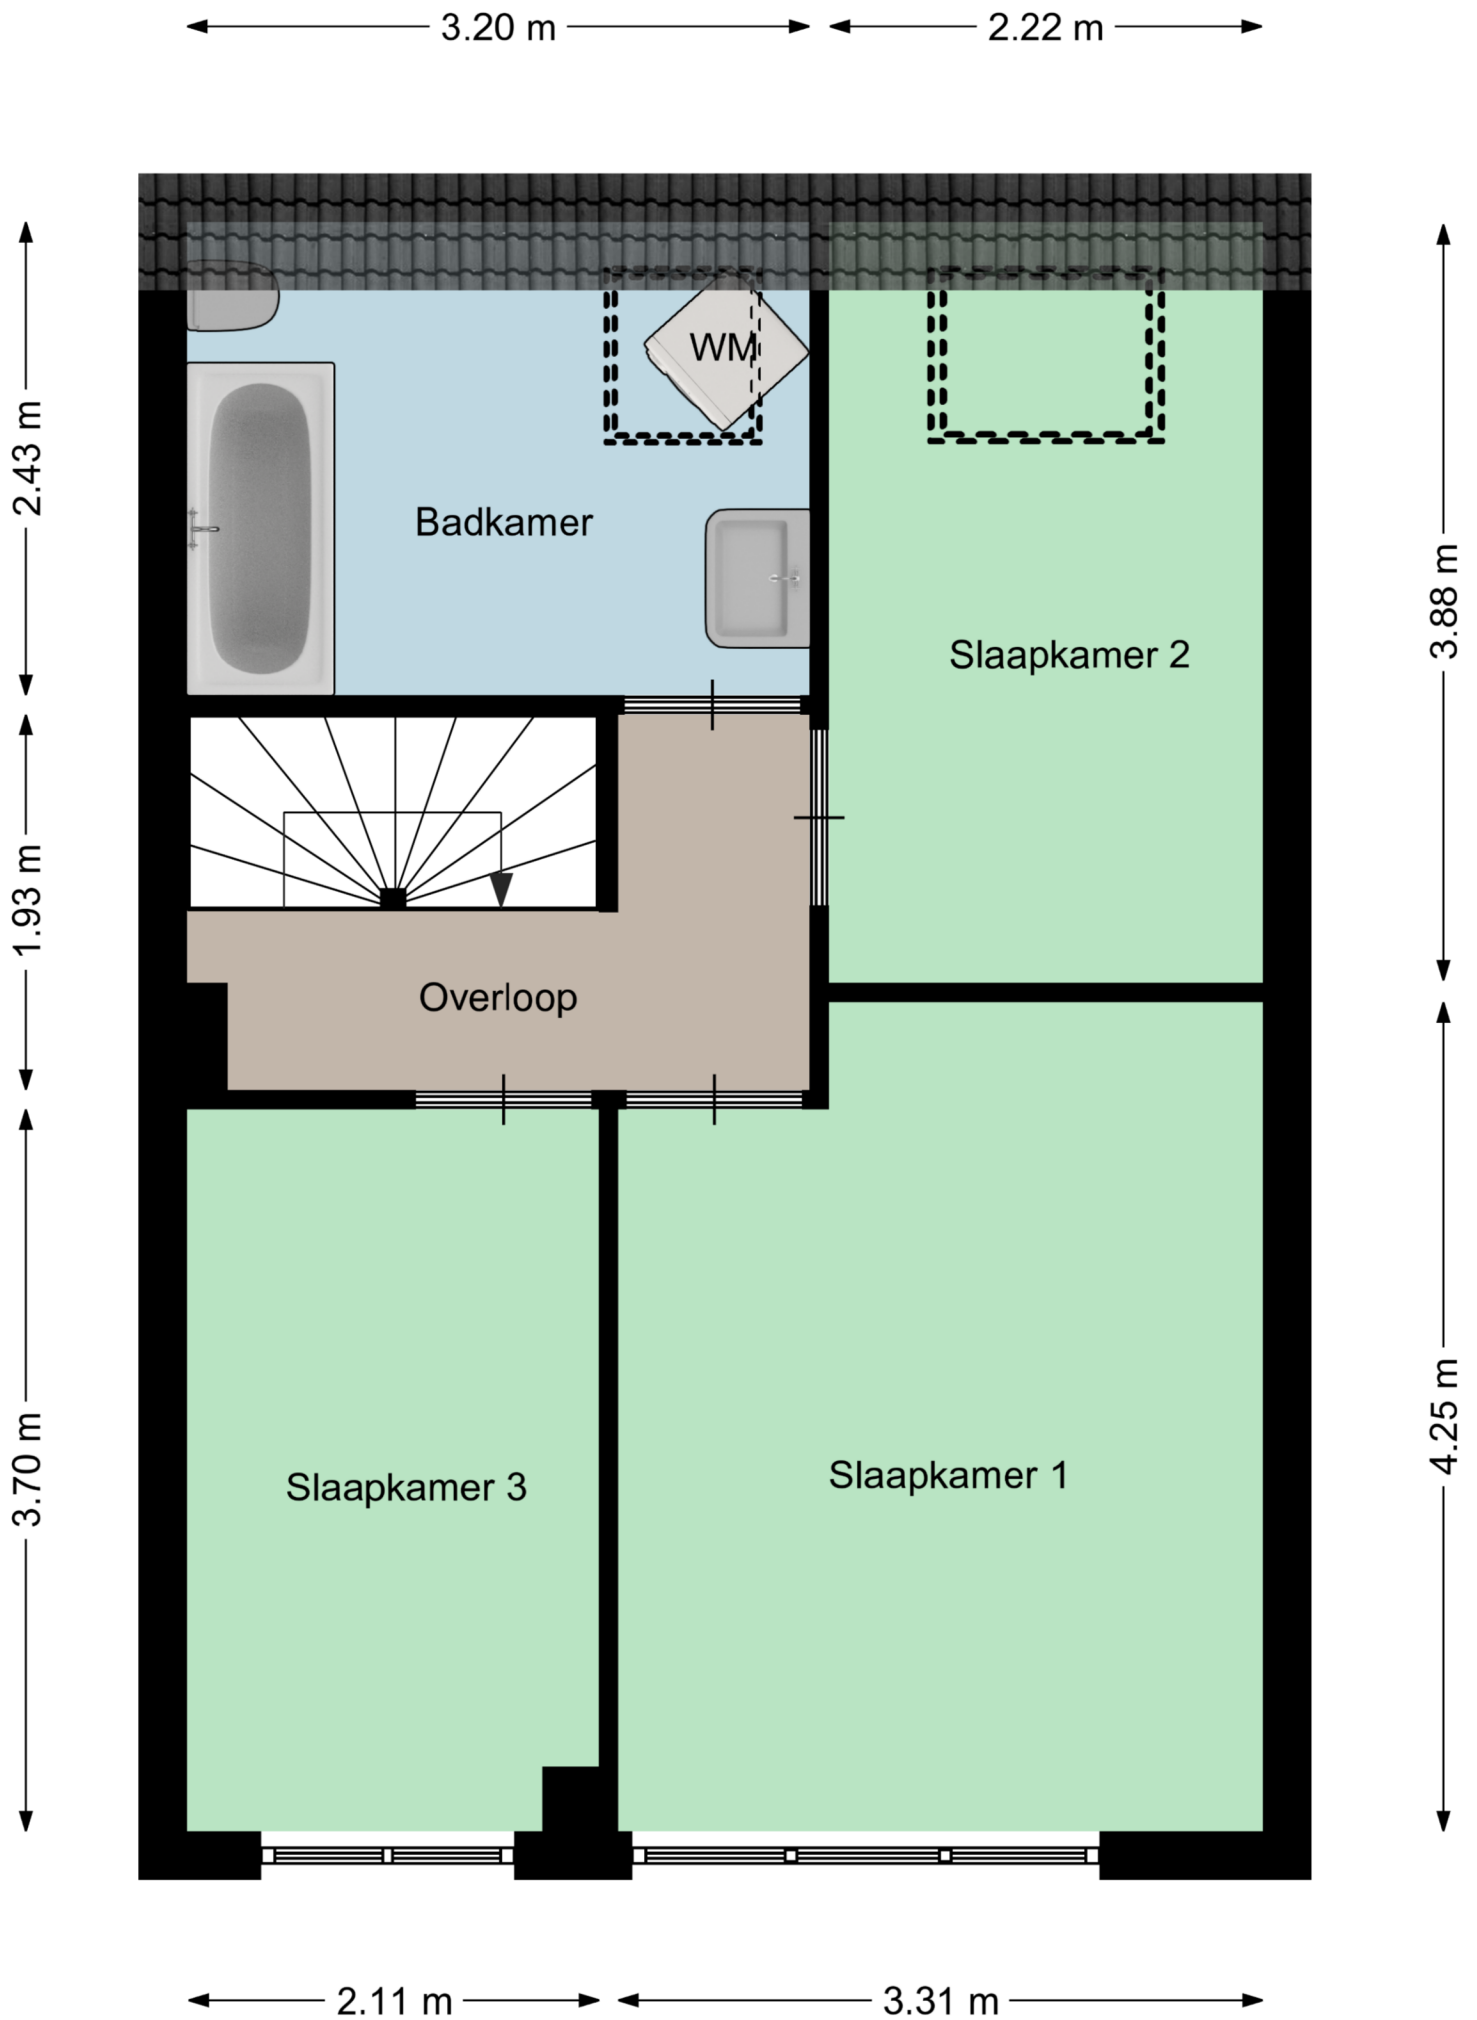 3.20 m
2.22 m
WM
2.43 m
Badkamer
3.88 m
Slaapkamer 2
1.93 m
Overloop
4.25 m
3.70 m
Slaapkamer 3
Slaapkamer 1
2.11 m
3.31 m